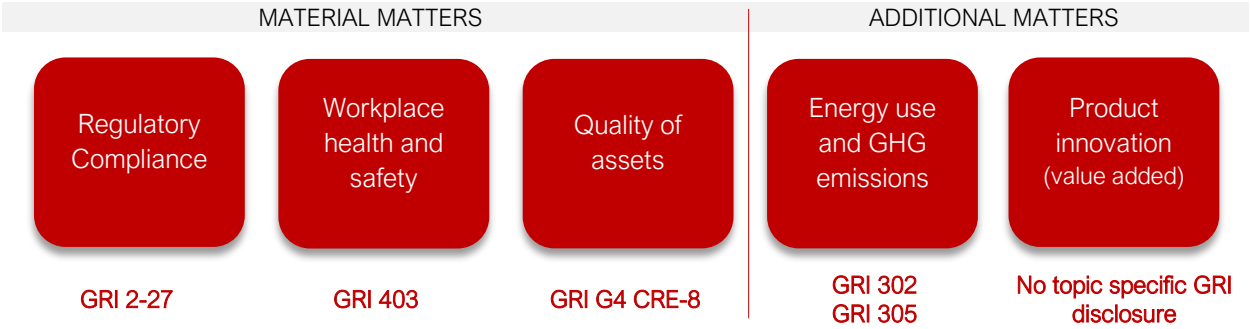 MATERIAL MATTERS
ADDITIONAL MATTERS
Regulatory
Compliance
Workplace
health and
safety
Quality of
assets
Energy use
and GHG
emissions
Product
innovation
(value added)
GRI 2-27
GRI 403
GRI G4 CRE-8
GRI 302
GRI 305
No topic specific GRI
disclosure